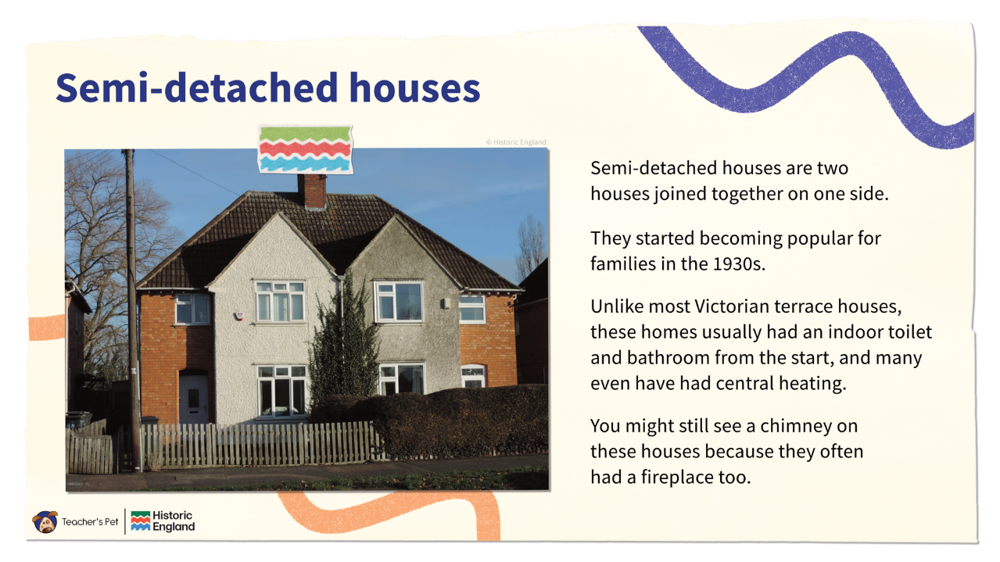 Semi-detached houses
© Historic England
Semi-detached houses are two
houses joined together on one side.
They started becoming popular for
families in the 1930s.
Unlike most Victorian terrace houses,
these homes usually had an indoor toilet
and bathroom from the start, and many
even have had central heating.
You might still see a chimney on
these houses because they often
had a fireplace too.
Teacher's Pet
Historic
England